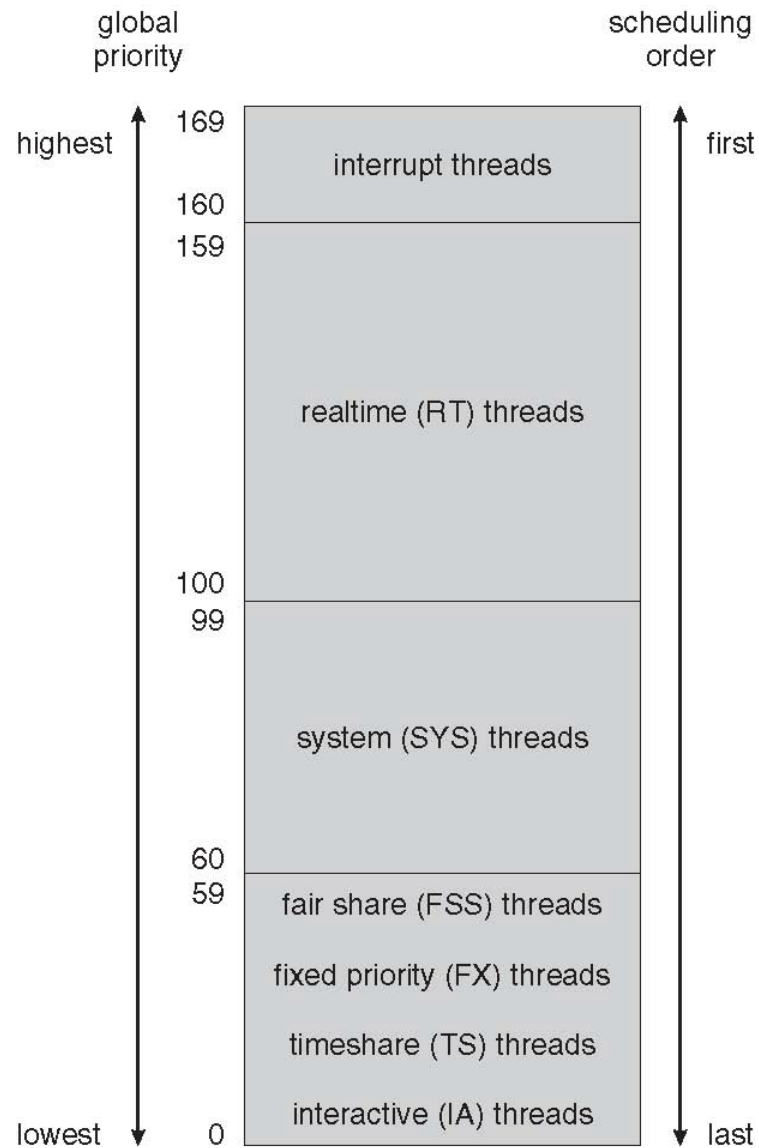 global
priority
scheduling
order
highest
169
first
interrupt threads
160
159
realtime (RT) threads
100
99
system (SYS) threads
60
59
fair share (FSS) threads
fixed priority (FX) threads
timeshare (TS) threads
interactive (IA) threads
lowest
0
last